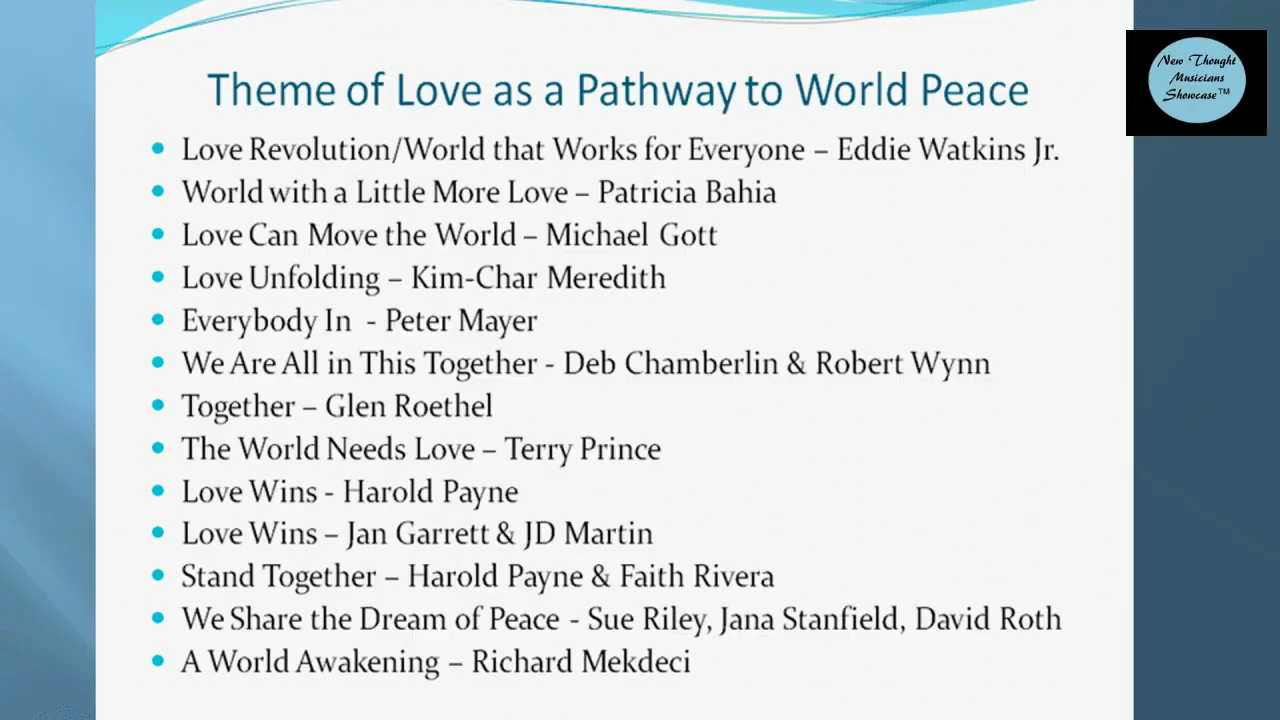 Theme of Love as a Pathway to World Peace
New Thought
Musicians
Showcase™
• Love Revolution/World that Works for Everyone – Eddie Watkins Jr.
• World with a Little More Love – Patricia Bahia
• Love Can Move the World – Michael Gott
• Love Unfolding – Kim-Char Meredith
• Everybody In - Peter Mayer
• We Are All in This Together - Deb Chamberlin & Robert Wynn
• Together – Glen Roethel
• The World Needs Love – Terry Prince
• Love Wins - Harold Payne
• Love Wins – Jan Garrett & JD Martin
• Stand Together – Harold Payne & Faith Rivera
• We Share the Dream of Peace - Sue Riley, Jana Stanfield, David Roth
• A World Awakening – Richard Mekdeci